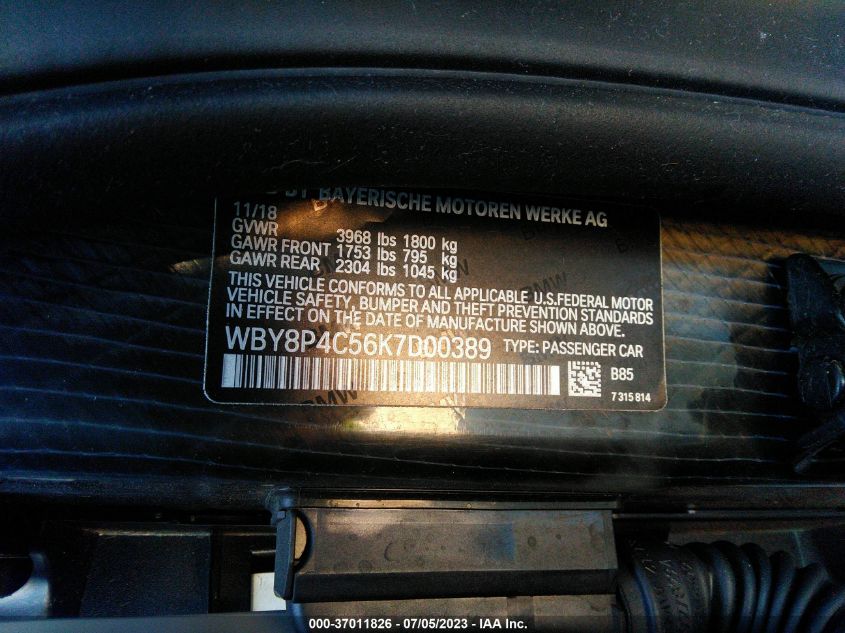 BAYERISCHE MOTOREN WERKE AG
11/18
GVWR 3968 lbs 1800 kg
GAWR FRONT 1753 lbs 795 kg
GAWR REAR 2304 lbs 1045 kg
THIS VEHICLE CONFORMS TO ALL APPLICABLE U.S.FEDERAL MOTOR
VEHICLE SAFETY, BUMPER AND THEFT PREVENTION STANDARDS
IN EFFECT ON THE DATE OF MANUFACTURE SHOWN ABOVE.
WBY8P4C56K7D00389 TYPE: PASSENGER CAR
B85
7 315 814
BMW
BMW
000-37011826 - 07/05/2023 - IAA Inc.